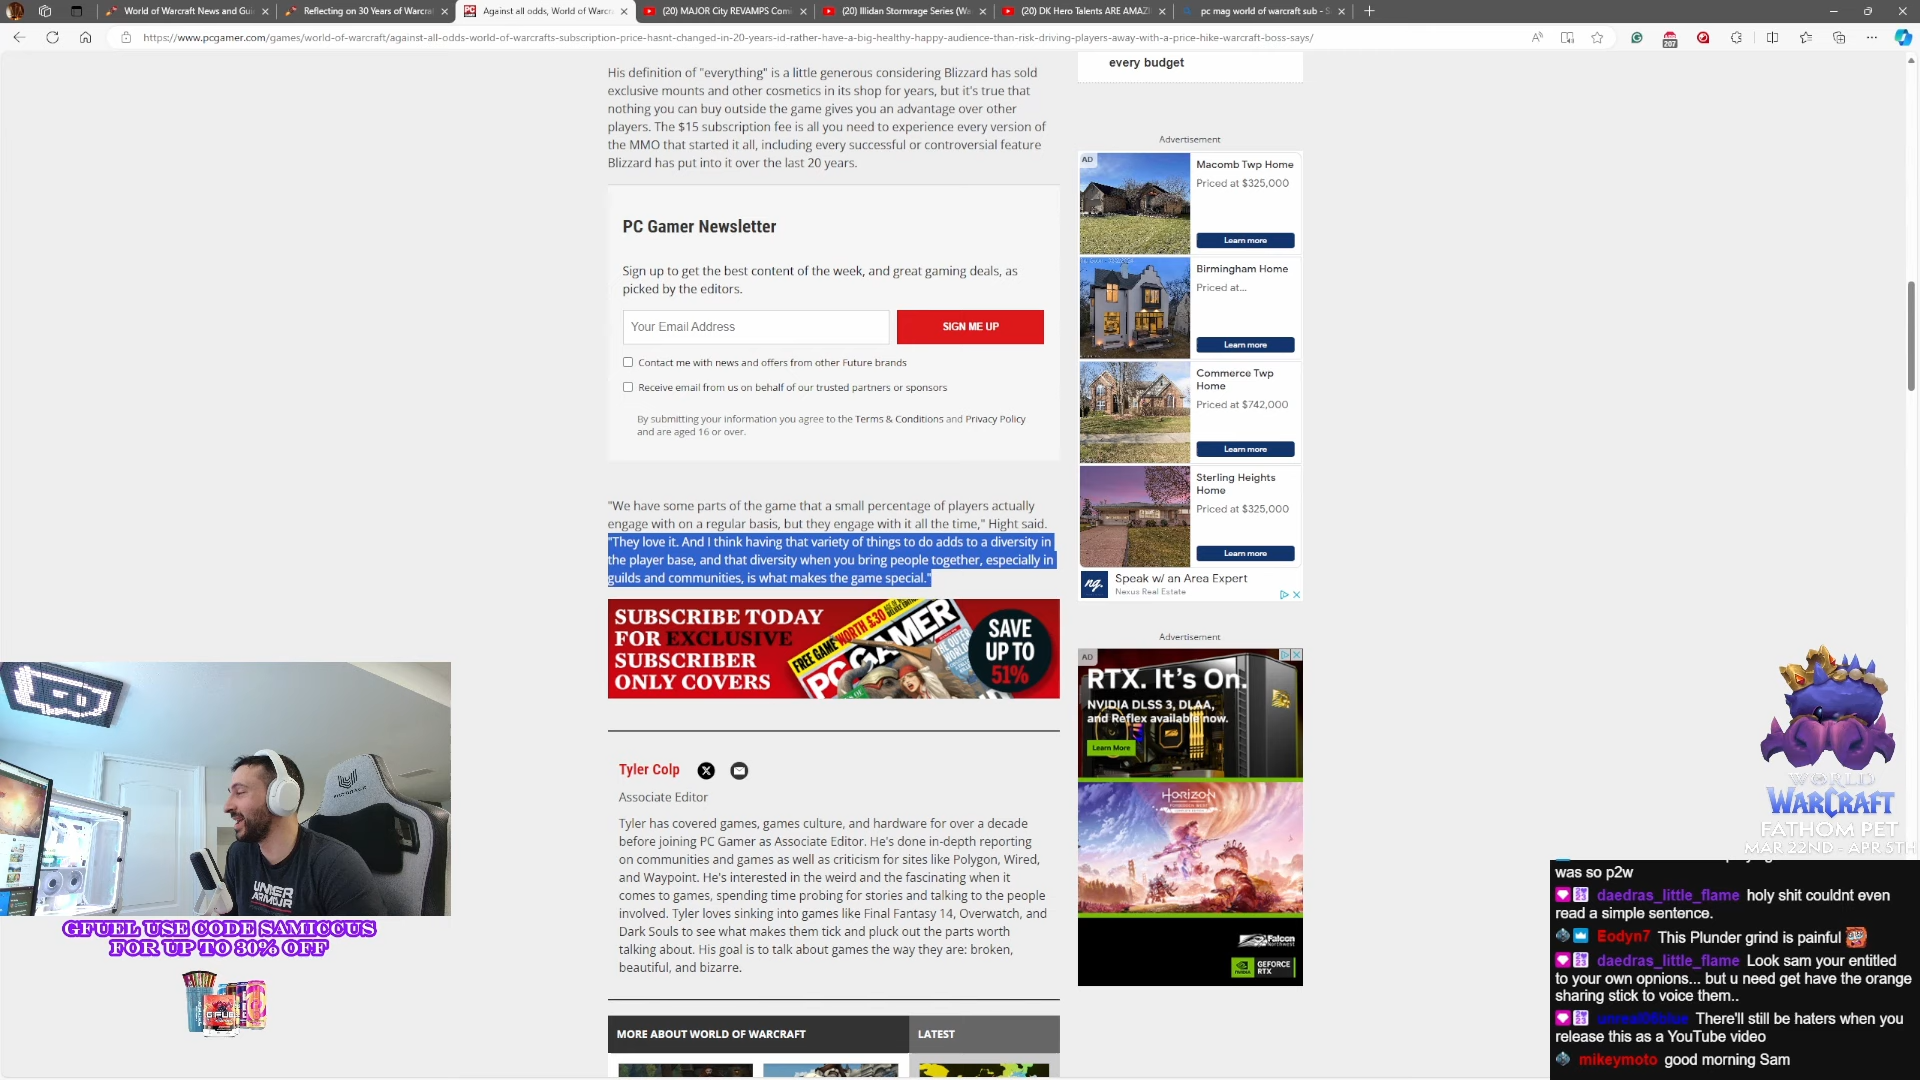 World of Warcraft News and Gui
Reflecting on 30 Years of Warcra
Against all odds, World of Warcr
(20) MAJOR City REVAMPS Comi
(20) Illidan Stormrage Series (Wa
(20) DK Hero Talents ARE AMAZI
pc mag world of warcraft sub - S
https://www.pcgamer.com/games/world-of-warcraft/against-all-odds-world-of-warcrafts-subscription-price-hasnt-changed-in-20-years-id-rather-have-a-big-healthy-happy-audience-than-risk-driving-players-away-with-a-price-hike-warcraft-boss-says/
207
His definition of "everything" is a little generous considering Blizzard has sold
exclusive mounts and other cosmetics in its shop for years, but it's true that
nothing you can buy outside the game gives you an advantage over other
players. The $15 subscription fee is all you need to experience every version of
the MMO that started it all, including every successful or controversial feature
Blizzard has put into it over the last 20 years.
PC Gamer Newsletter
Sign up to get the best content of the week, and great gaming deals, as
picked by the editors.
Your Email Address
SIGN ME UP
Contact me with news and offers from other Future brands
Receive email from us on behalf of our trusted partners or sponsors
By submitting your information you agree to the Terms & Conditions and Privacy Policy
and are aged 16 or over.
"We have some parts of the game that a small percentage of players actually
engage with on a regular basis, but they engage with it all the time," Hight said.
"They love it. And I think having that variety of things to do adds to a diversity in
the player base, and that diversity when you bring people together, especially in
guilds and communities, is what makes the game special."
SUBSCRIBE TODAY
FOR EXCLUSIVE
SUBSCRIBER
ONLY COVERS
FREE GAME WORTH £30
PC GAMER
SAVE
UP TO
51%
Tyler Colp
Associate Editor
Tyler has covered games, games culture, and hardware for over a decade
before joining PC Gamer as Associate Editor. He's done in-depth reporting
on communities and games as well as criticism for sites like Polygon, Wired,
and Waypoint. He's interested in the weird and the fascinating when it
comes to games, spending time probing for stories and talking to the people
involved. Tyler loves sinking into games like Final Fantasy 14, Overwatch, and
Dark Souls to see what makes them tick and pluck out the parts worth
talking about. His goal is to talk about games the way they are: broken,
beautiful, and bizarre.
MORE ABOUT WORLD OF WARCRAFT
LATEST
every budget
Advertisement
AD
Macomb Twp Home
Priced at $325,000
Learn more
Birmingham Home
Priced at...
Learn more
Commerce Twp
Home
Priced at $742,000
Learn more
Sterling Heights
Home
Priced at $325,000
Learn more
ng.
Speak w/ an Area Expert
Nexus Real Estate
Advertisement
AD
RTX. It's On.
NVIDIA DLSS 3, DLAA,
and Reflex available now.
Learn More
HORIZON
Falcon
Northwest
GEFORCE
RTX
UNDER
ARMOUR
GFUEL USE CODE SAMICCUS
FOR UP TO 30% OFF
GFUEL
WORLD
WARCRAFT
FATHOM PET
MAR 22ND - APR 5TH
was so p2w
daedras_little_flame holy shit couldnt even
read a simple sentence.
Eodyn7 This Plunder grind is painful
daedras_little_flame Look sam your entitled
to your own opnions... but u need get have the orange
sharing stick to voice them..
There'll still be haters when you
release this as a YouTube video
mikeymoto good morning Sam